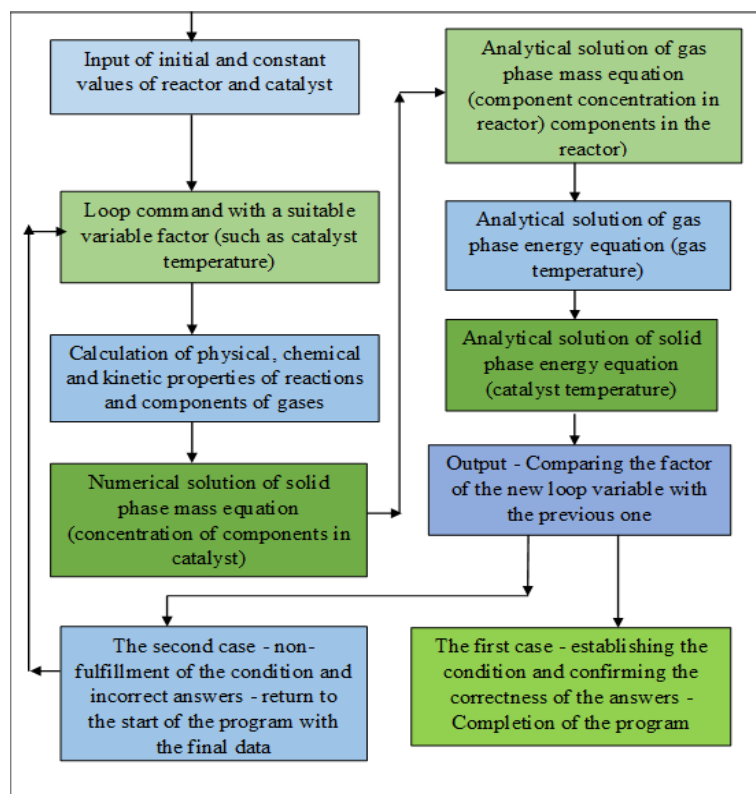 Input of initial and constant
values of reactor and catalyst
Loop command with a suitable
variable factor (such as catalyst
temperature)
Calculation of physical, chemical
and kinetic properties of reactions
and components of gases
Numerical solution of solid
phase mass equation
(concentration of components in
catalyst)
Analytical solution of gas
phase mass equation
(component concentration in
reactor) components in the
reactor)
Analytical solution of gas
phase energy equation (gas
temperature)
Analytical solution of solid
phase energy equation
(catalyst temperature)
Output - Comparing the factor
of the new loop variable with
the previous one
The second case - non-
fulfillment of the condition and
incorrect answers - return to
the start of the program with
the final data
The first case - establishing the
condition and confirming the
correctness of the answers -
Completion of the program